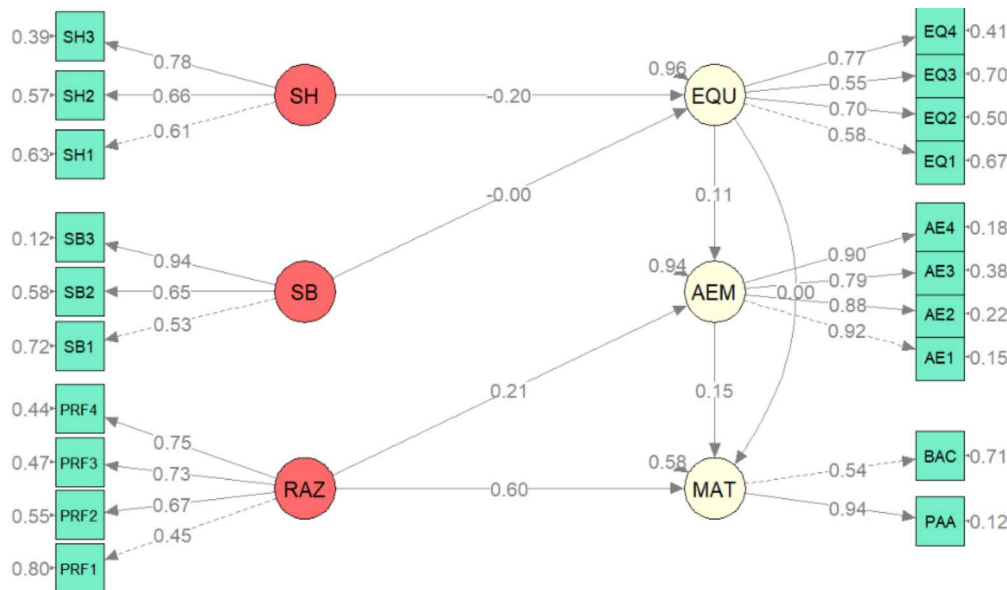 0.39 SH3 0.78
0.57 SH2 0.66
0.63 SH1 0.61
SH -0.20 0.96 EQU
0.77 EQ4 0.41
0.55 EQ3 0.70
0.70 EQ2 0.50
0.58 EQ1 0.67
-0.00
0.11
0.12 SB3 0.94
0.58 SB2 0.65
0.72 SB1 0.53
SB 0.94 AEM 0.00
0.90 AE4 0.18
0.79 AE3 0.38
0.88 AE2 0.22
0.92 AE1 0.15
0.21
0.15
0.44 PRF4 0.75
0.47 PRF3 0.73
0.55 PRF2 0.67
0.80 PRF1 0.45
RAZ 0.60 0.58 MAT
0.54 BAC 0.71
0.94 PAA 0.12